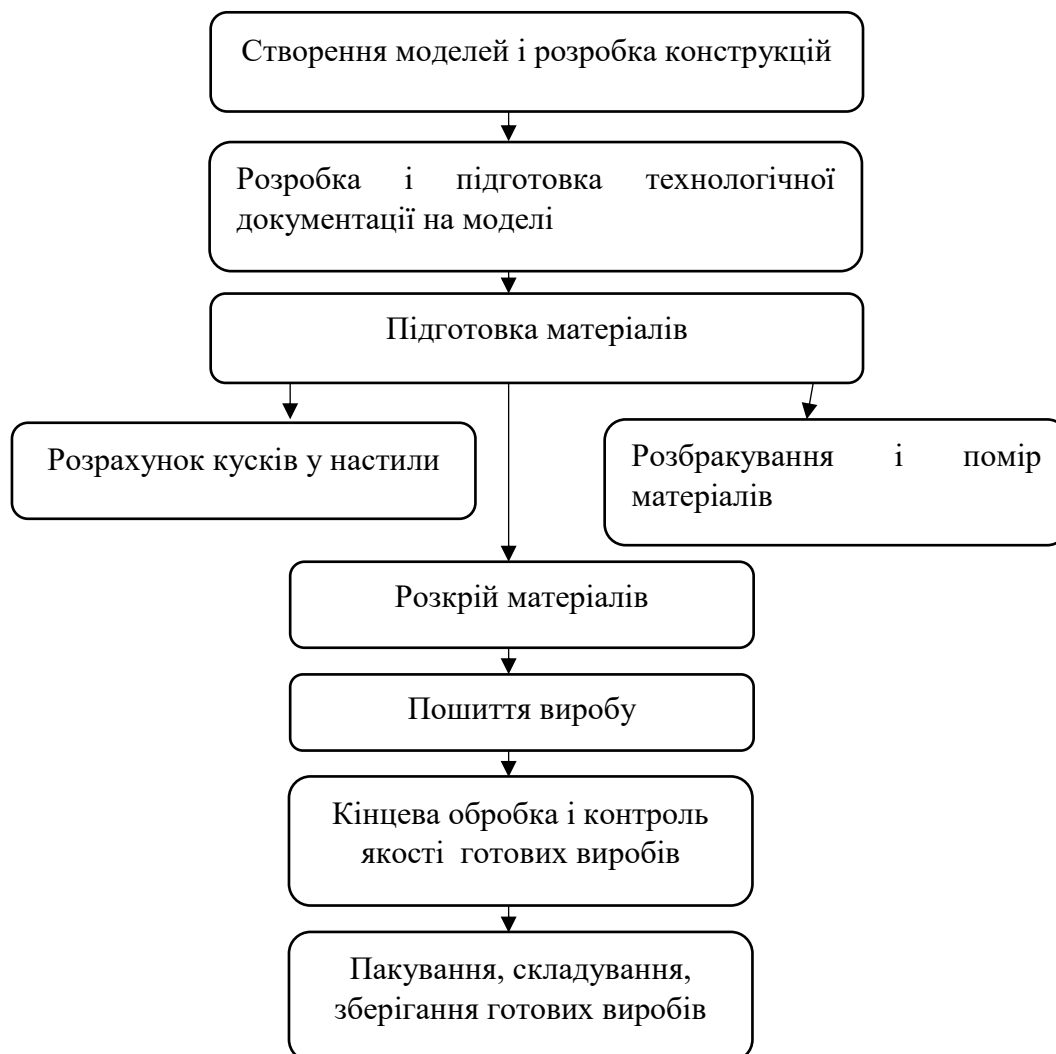 Створення моделей і розробка конструкцій
Розробка і підготовка технологічної
документації на моделі
Підготовка матеріалів
Розрахунок кусків у настили
Розбракування і помір
матеріалів
Розкрій матеріалів
Пошиття виробу
Кінцева обробка і контроль
якості готових виробів
Пакування, складування,
зберігання готових виробів